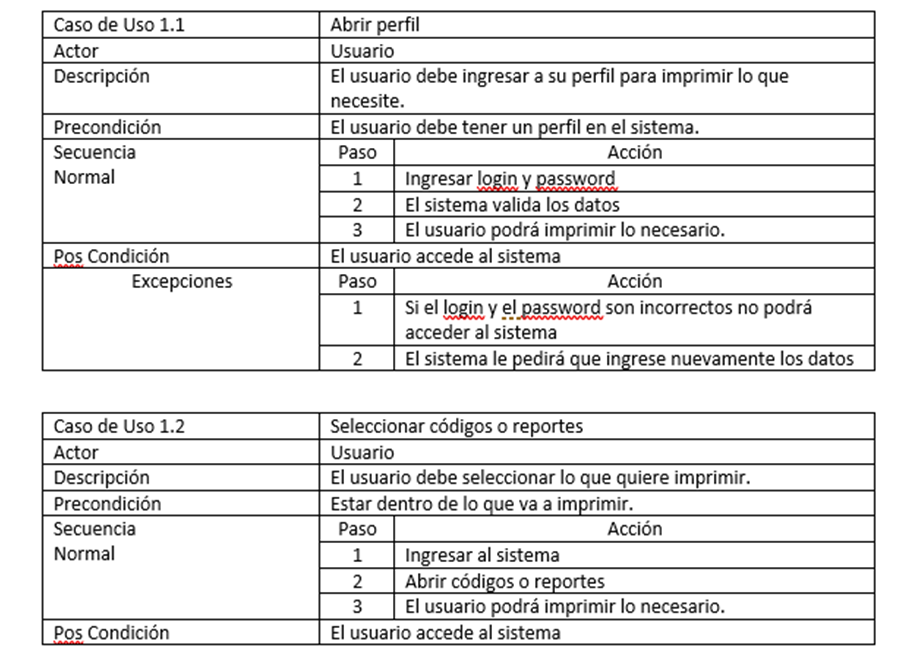 Caso de Uso 1.1 Abrir perfil
Actor Usuario
Descripción El usuario debe ingresar a su perfil para imprimir lo que
necesite.
Precondición El usuario debe tener un perfil en el sistema.
Secuencia Paso Acción
Normal 1 Ingresar login y password
2 El sistema valida los datos
3 El usuario podrá imprimir lo necesario.
Pos Condición El usuario accede al sistema
Excepciones Paso Acción
1 Si el login y el password son incorrectos no podrá
acceder al sistema
2 El sistema le pedirá que ingrese nuevamente los datos
Caso de Uso 1.2 Seleccionar códigos o reportes
Actor Usuario
Descripción El usuario debe seleccionar lo que quiere imprimir.
Precondición Estar dentro de lo que va a imprimir.
Secuencia Paso Acción
Normal 1 Ingresar al sistema
2 Abrir códigos o reportes
3 El usuario podrá imprimir lo necesario.
Pos Condición El usuario accede al sistema